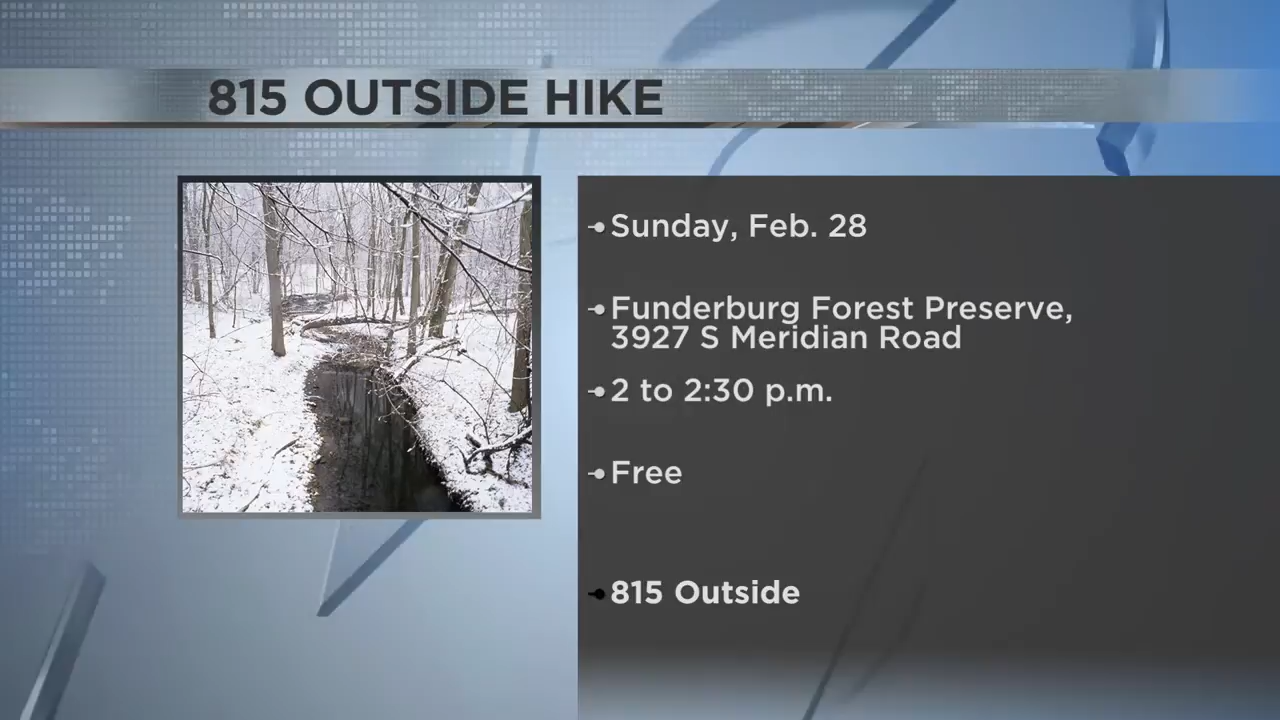 815 OUTSIDE HIKE
Sunday, Feb. 28
Funderburg Forest Preserve,
3927 S Meridian Road
2 to 2:30 p.m.
Free
815 Outside